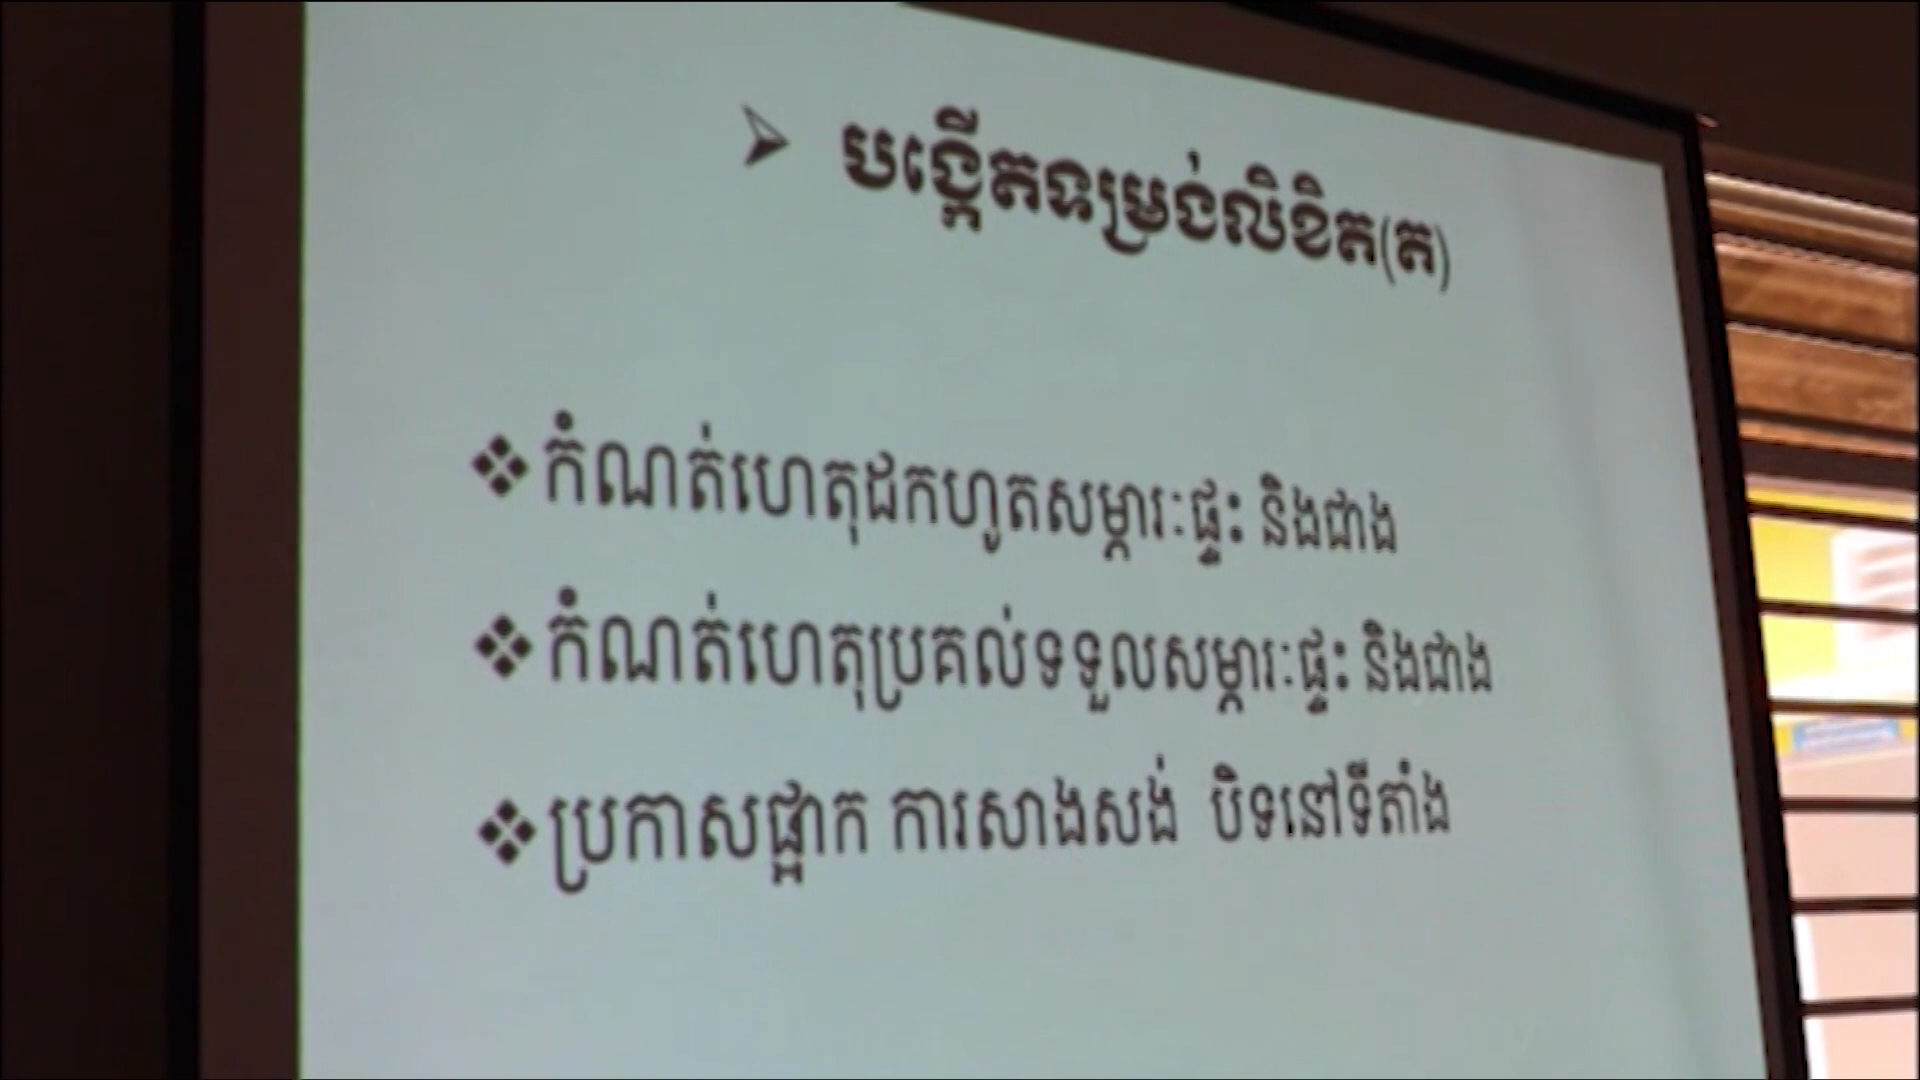 ➢ បង្កើតទម្រង់លិខិត(ត)
❖ កំណត់ហេតុដកហូតសម្ភារៈផ្ទះ និងជាង
❖ កំណត់ហេតុប្រគល់ទទួលសម្ភារៈផ្ទះ និងជាង
❖ ប្រកាសផ្អាក ការសាងសង់ បិទនៅទីតាំង